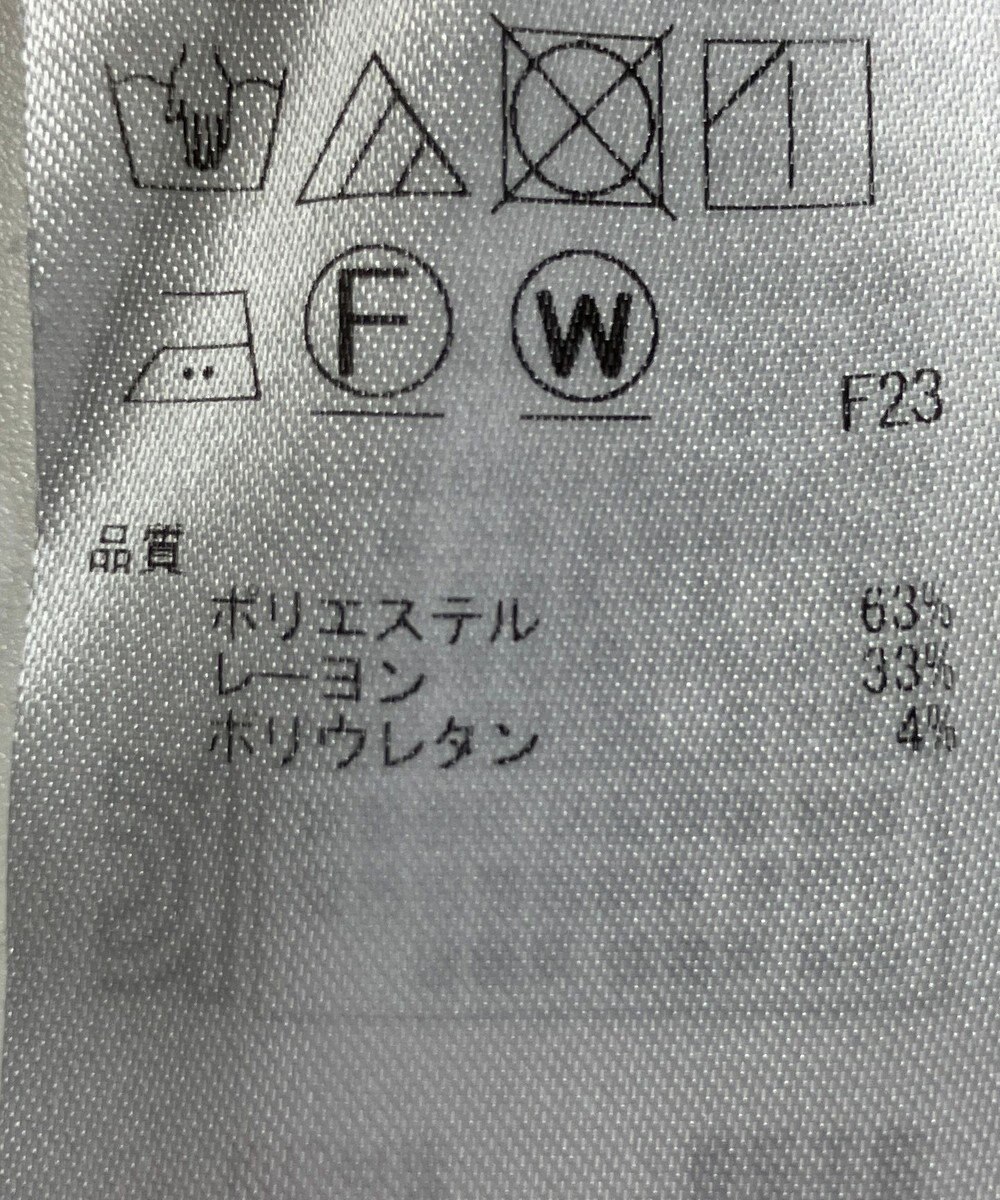 F W
F23
品質
ポリエステル 63%
レーヨン 33%
ポリウレタン 4%